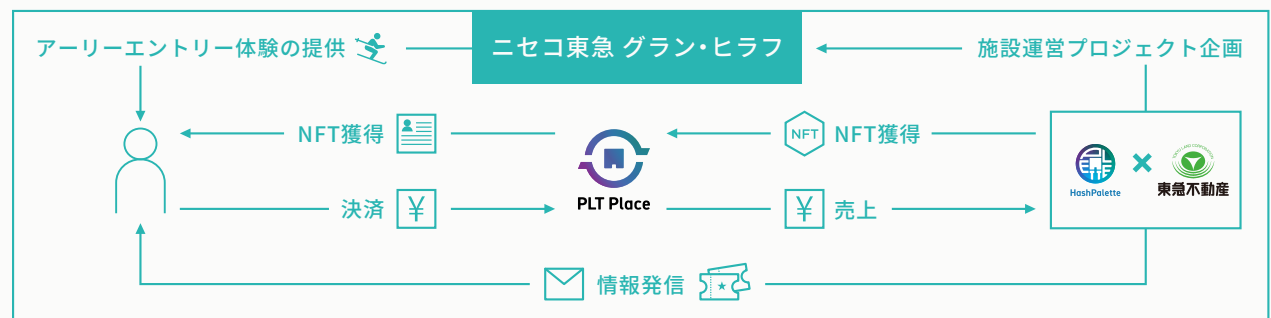 アーリーエントリー体験の提供
ニセコ東急 グラン・ヒラフ
施設運営プロジェクト企画
NFT獲得
NFT
NFT獲得
PLT Place
HashPalette
東急不動産
決済
¥
¥
売上
情報発信